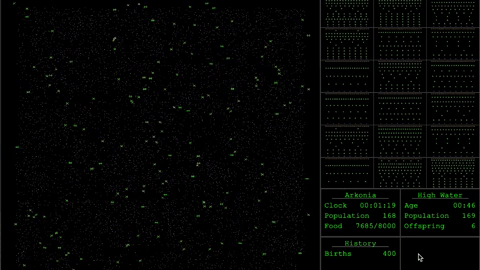 Arkonia
Clock 00:01:19
Population 168
Food 7685/8000
High Water
Age 00:46
Population 169
Offspring 6
History
Births 400